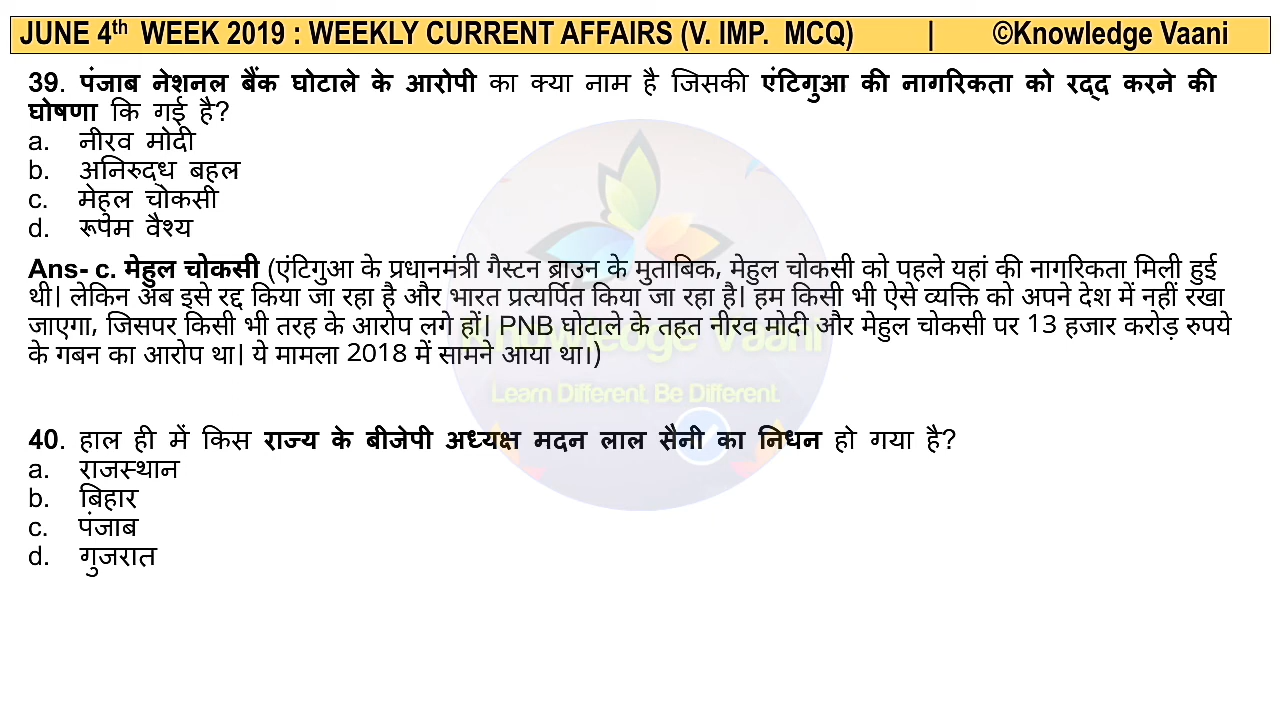 JUNE 4th WEEK 2019 : WEEKLY CURRENT AFFAIRS (V. IMP. MCQ) | ©Knowledge Vaani
39. पंजाब नेशनल बैंक घोटाले के आरोपी का क्या नाम है जिसकी एंटिगुआ की नागरिकता को रद्द करने की
घोषणा कि गई है?
a. नीरव मोदी
b. अनिरुद्ध बहल
c. मेहुल चोकसी
d. रूपेम वैश्य
Ans- c. मेहुल चोकसी (एंटिगुआ के प्रधानमंत्री गैस्टन ब्राउन के मुताबिक, मेहुल चोकसी को पहले यहां की नागरिकता मिली हुई
थी। लेकिन अब इसे रद्द किया जा रहा है और भारत प्रत्यर्पित किया जा रहा है। हम किसी भी ऐसे व्यक्ति को अपने देश में नहीं रखा
जाएगा, जिसपर किसी भी तरह के आरोप लगे हों। PNB घोटाले के तहत नीरव मोदी और मेहुल चोकसी पर 13 हजार करोड़ रुपये
के गबन का आरोप था। ये मामला 2018 में सामने आया था।)
Knowledge Vaani
Learn Different, Be Different
40. हाल ही में किस राज्य के बीजेपी अध्यक्ष मदन लाल सैनी का निधन हो गया है?
a. राजस्थान
b. बिहार
c. पंजाब
d. गुजरात